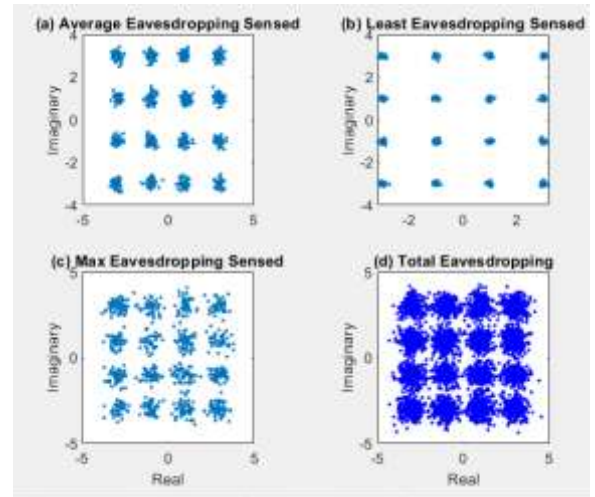 (a) Average Eavesdropping Sensed
4
2
0
-2
-4
Imaginary
-5
0
5
(b) Least Eavesdropping Sensed
4
2
0
-2
-4
Imaginary
-2
0
2
(c) Max Eavesdropping Sensed
5
0
-5
Imaginary
-5
0
5
Real
(d) Total Eavesdropping
5
0
-5
Imaginary
-5
0
5
Real